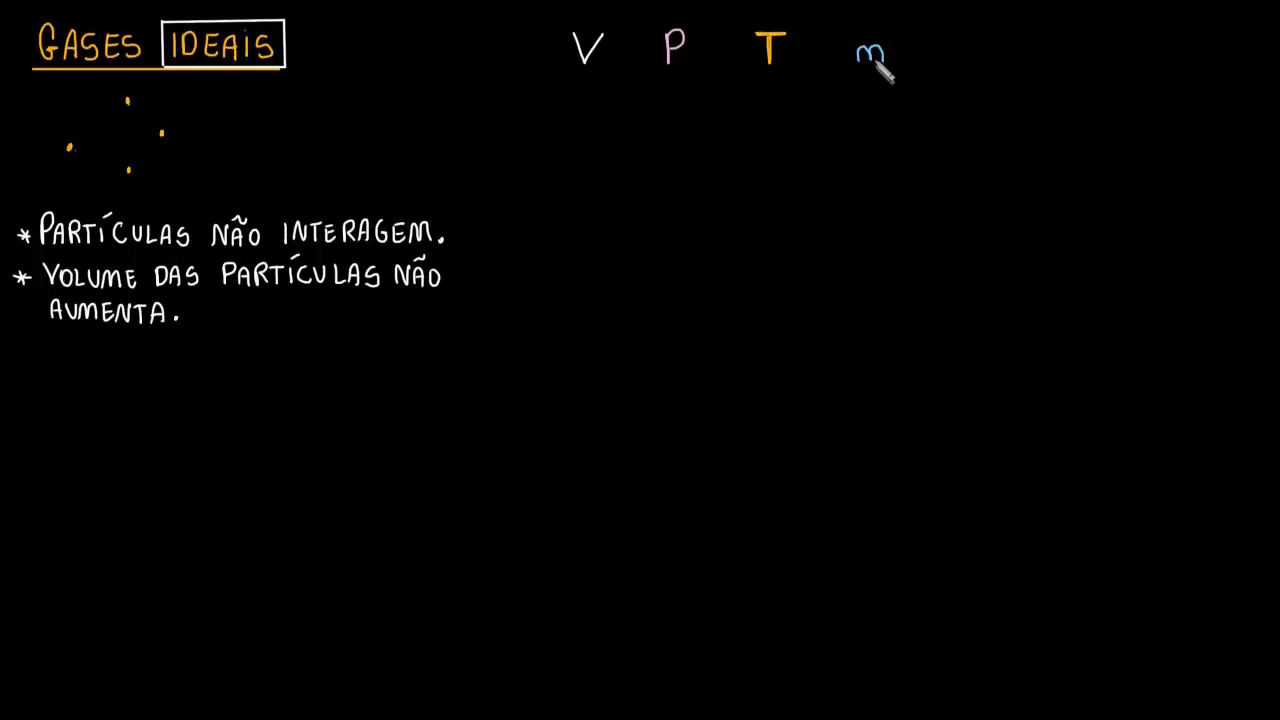 GASES IDEAIS
V P T m
* PARTÍCULAS NÃO INTERAGEM.
* VOLUME DAS PARTÍCULAS NÃO
AUMENTA.